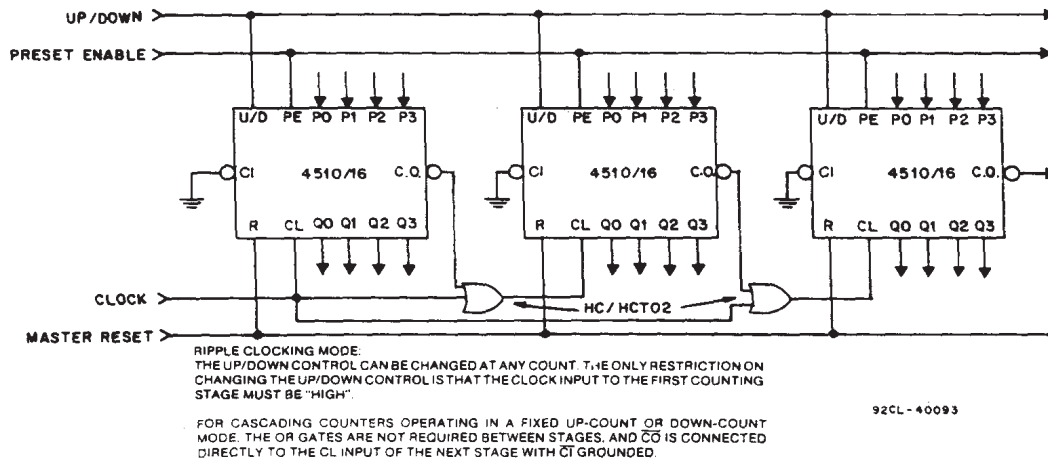 UP/DOWN
PRESET ENABLE
U/D PE P0 P1 P2 P3
CI 4510/16 C.O.
R CL Q0 Q1 Q2 Q3
U/D PE P0 P1 P2 P3
CI 4510/16 C.O.
R CL Q0 Q1 Q2 Q3
U/D PE P0 P1 P2 P3
CI 4510/16 C.O.
R CL Q0 Q1 Q2 Q3
CLOCK
HC/HCT02
MASTER RESET
RIPPLE CLOCKING MODE:
THE UP/DOWN CONTROL CAN BE CHANGED AT ANY COUNT. THE ONLY RESTRICTION ON
CHANGING THE UP/DOWN CONTROL IS THAT THE CLOCK INPUT TO THE FIRST COUNTING
STAGE MUST BE "HIGH".
92CL-40093
FOR CASCADING COUNTERS OPERATING IN A FIXED UP-COUNT OR DOWN-COUNT
MODE. THE OR GATES ARE NOT REQUIRED BETWEEN STAGES, AND C̅O̅ IS CONNECTED
DIRECTLY TO THE CL INPUT OF THE NEXT STAGE WITH C̅I̅ GROUNDED.